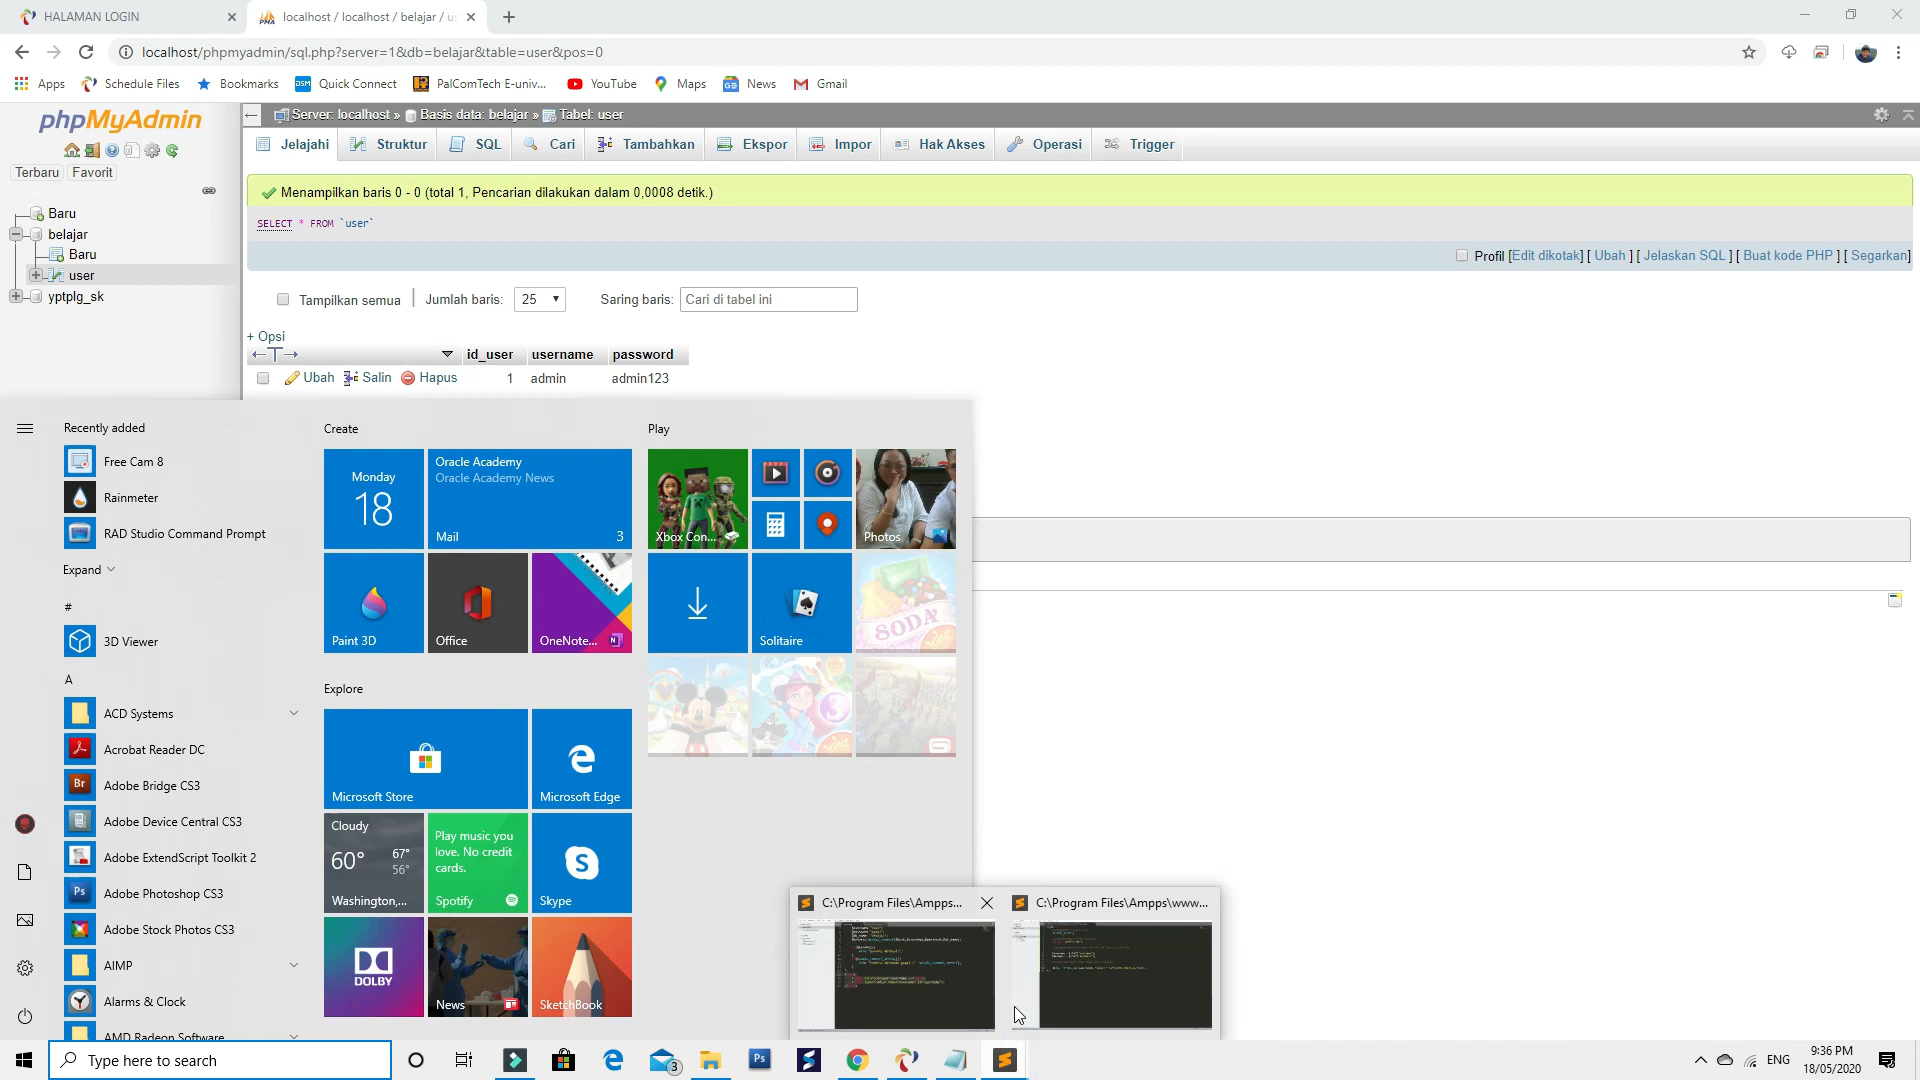 HALAMAN LOGIN
localhost / localhost / belajar / us
localhost/phpmyadmin/sql.php?server=1&db=belajar&table=user&pos=0
Apps
Schedule Files
Bookmarks
Quick Connect
PalComTech E-univ...
YouTube
Maps
News
Gmail
phpMyAdmin
Terbaru
Favorit
Baru
belajar
Baru
user
yptplg_sk
Server: localhost » Basis data: belajar » Tabel: user
Jelajahi
Struktur
SQL
Cari
Tambahkan
Ekspor
Impor
Hak Akses
Operasi
Trigger
Menampilkan baris 0 - 0 (total 1, Pencarian dilakukan dalam 0,0008 detik.)
SELECT * FROM `user`
Profil [Edit dikotak] [ Ubah ] [ Jelaskan SQL ] [ Buat kode PHP ] [ Segarkan]
Tampilkan semua
Jumlah baris:
25
Saring baris:
Cari di tabel ini
+ Opsi
id_user username password
Ubah Salin Hapus 1 admin admin123
Recently added
Free Cam 8
Rainmeter
RAD Studio Command Prompt
Expand
#
3D Viewer
A
ACD Systems
Acrobat Reader DC
Adobe Bridge CS3
Adobe Device Central CS3
Adobe ExtendScript Toolkit 2
Adobe Photoshop CS3
Adobe Stock Photos CS3
AIMP
Alarms & Clock
AMD Radeon Software
Create
Monday
18
Oracle Academy
Oracle Academy News
Mail
3
Paint 3D
Office
OneNote...
Explore
Microsoft Store
Microsoft Edge
Cloudy
60°
67°
56°
Washington,...
Play music you
love. No credit
cards.
Spotify
Skype
DOLBY
News
SketchBook
Play
Xbox Con...
Photos
Solitaire
SODA
C:\Program Files\Ampps...
C:\Program Files\Ampps\www...
Type here to search
3
ENG
9:36 PM
18/05/2020